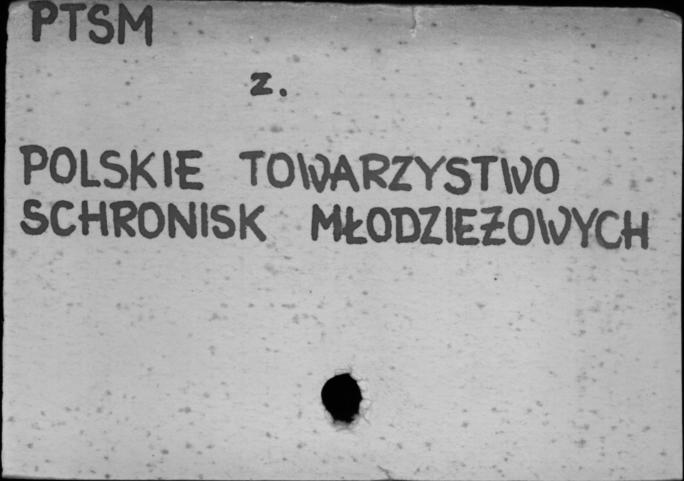 PTSM
z.
POLSKIE TOWARZYSTWO
SCHRONISK MŁODZIEŻOWYCH